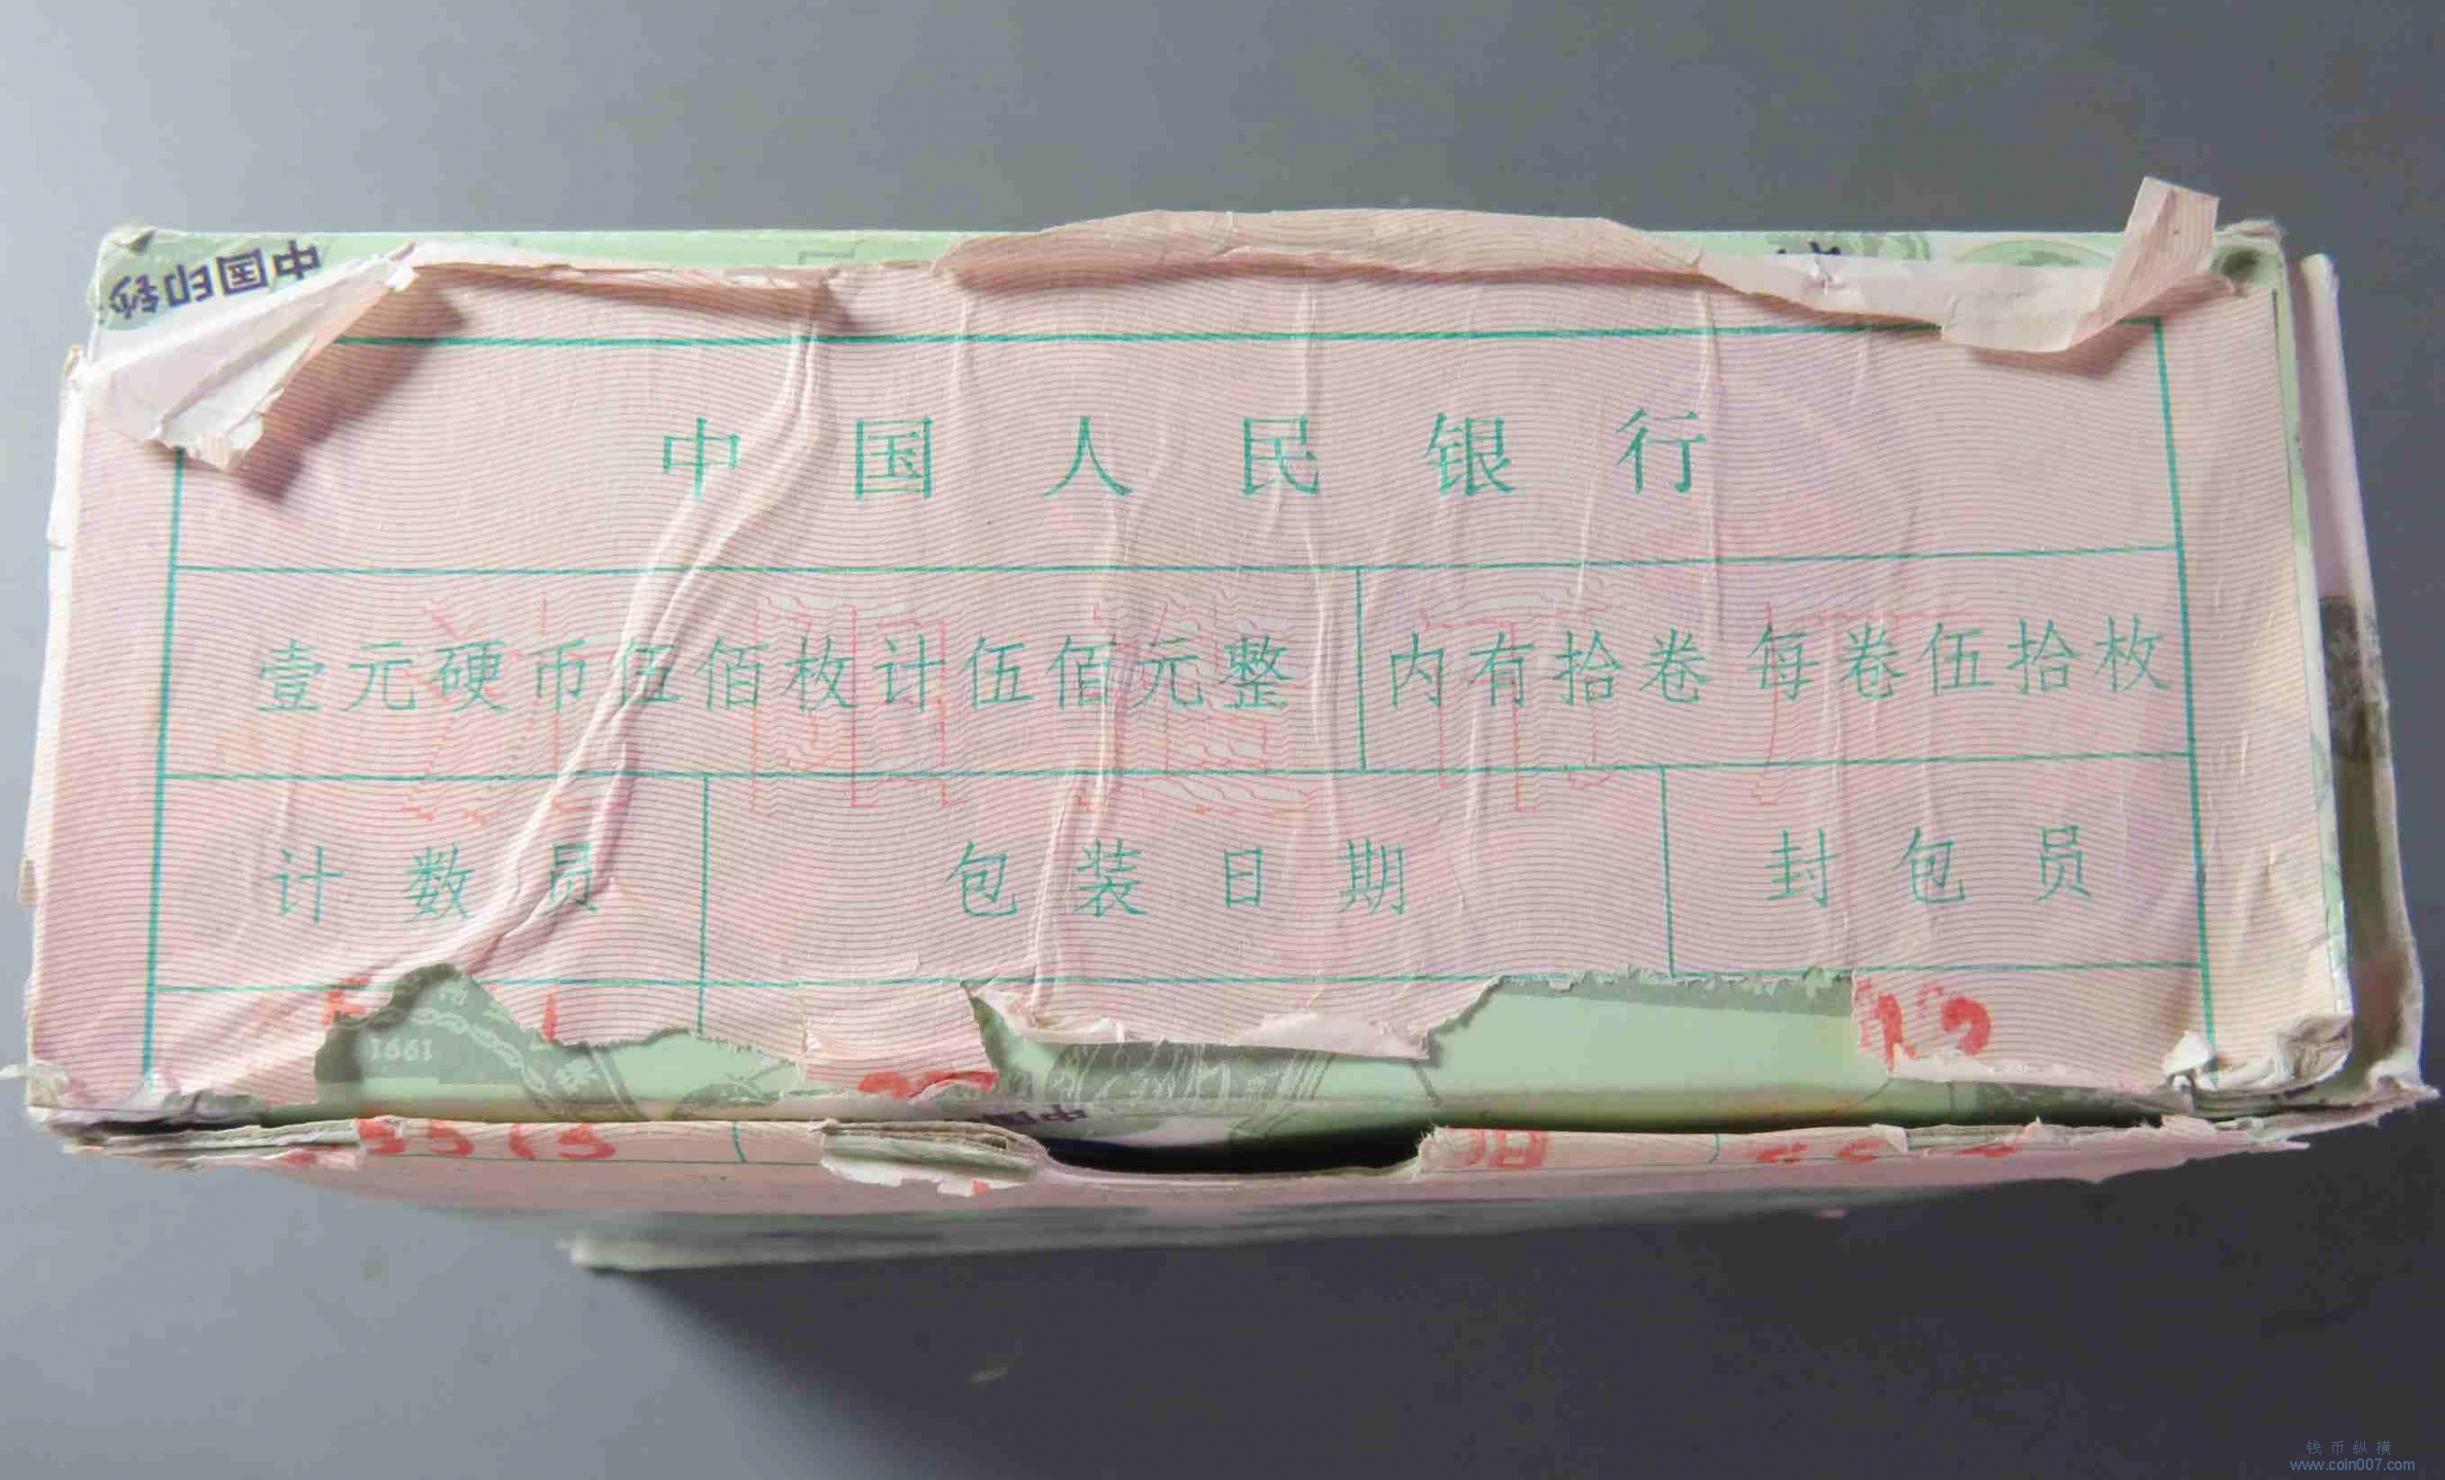 中国印钞
中国人民银行
壹元硬币伍佰枚计伍佰元整 内有拾卷 每卷伍拾枚
计数员 包装日期 封包员
1991
钱币纵横
www.coin007.com